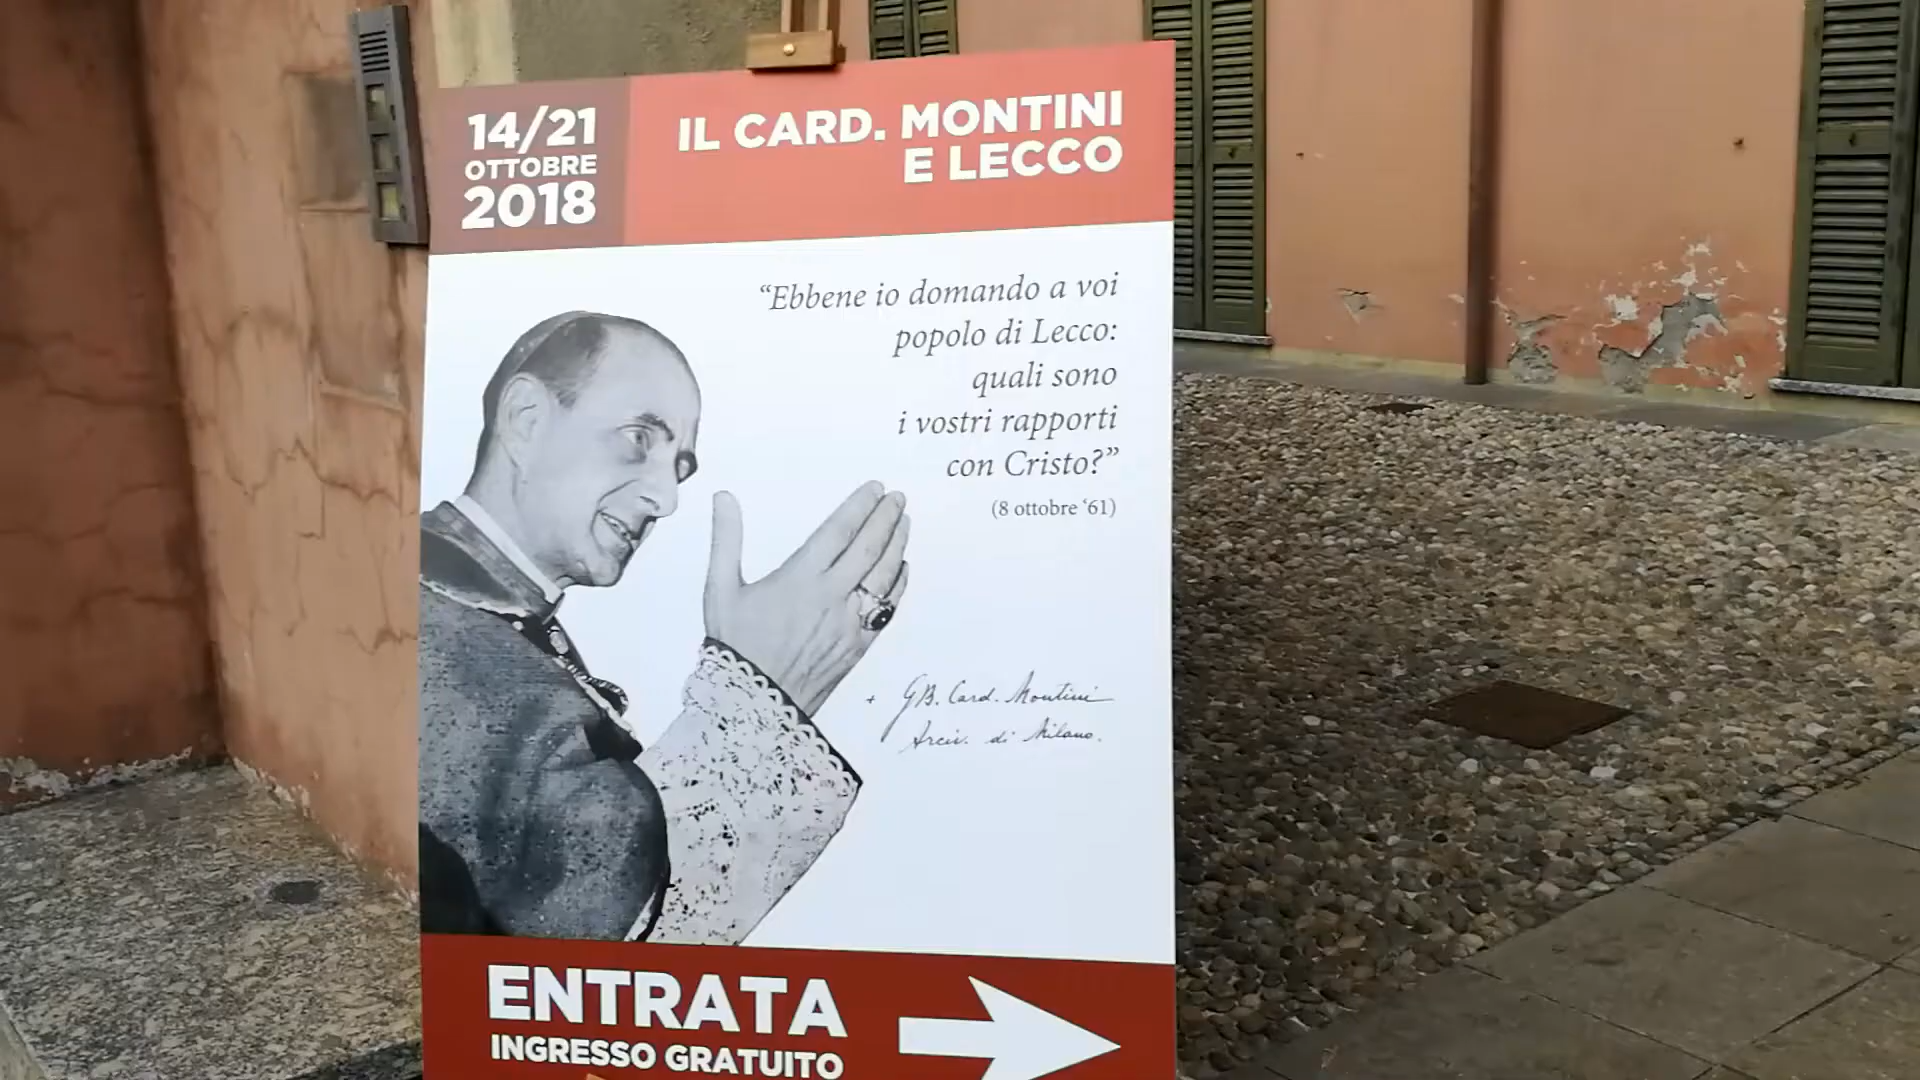 14/21
OTTOBRE
2018
IL CARD. MONTINI
E LECCO
“Ebbene io domando a voi
popolo di Lecco:
quali sono
i vostri rapporti
con Cristo?”
(8 ottobre ‘61)
+ GB. Card. Montini
Arciv. di Milano.
ENTRATA
INGRESSO GRATUITO